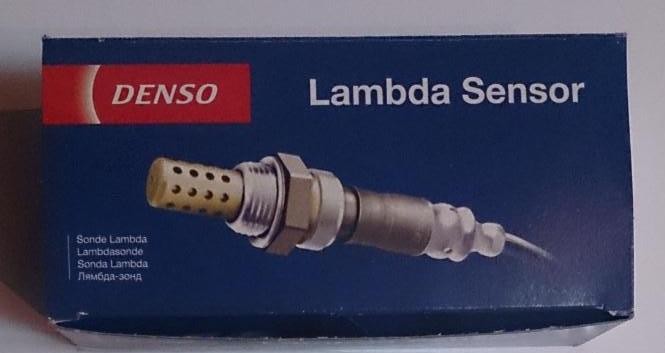 DENSO
Lambda Sensor
Sonde Lambda
Lambdasonde
Sonda Lambda
Лямбда-зонд